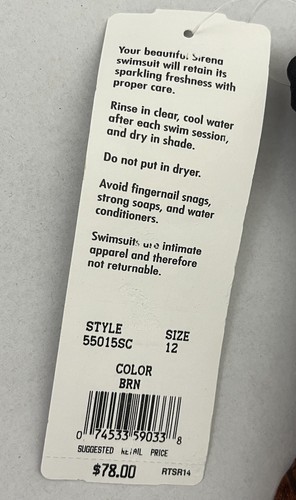 Your beautiful Sirena
swimsuit will retain its
sparkling freshness with
proper care.
Rinse in clear, cool water
after each swim session,
and dry in shade.
Do not put in dryer.
Avoid fingernail snags,
strong soaps, and water
conditioners.
Swimsuits are intimate
apparel and therefore
not returnable.
STYLE SIZE
55015SC 12
COLOR
BRN
0 74533 59033 8
SUGGESTED RETAIL PRICE
$78.00 RTSR14